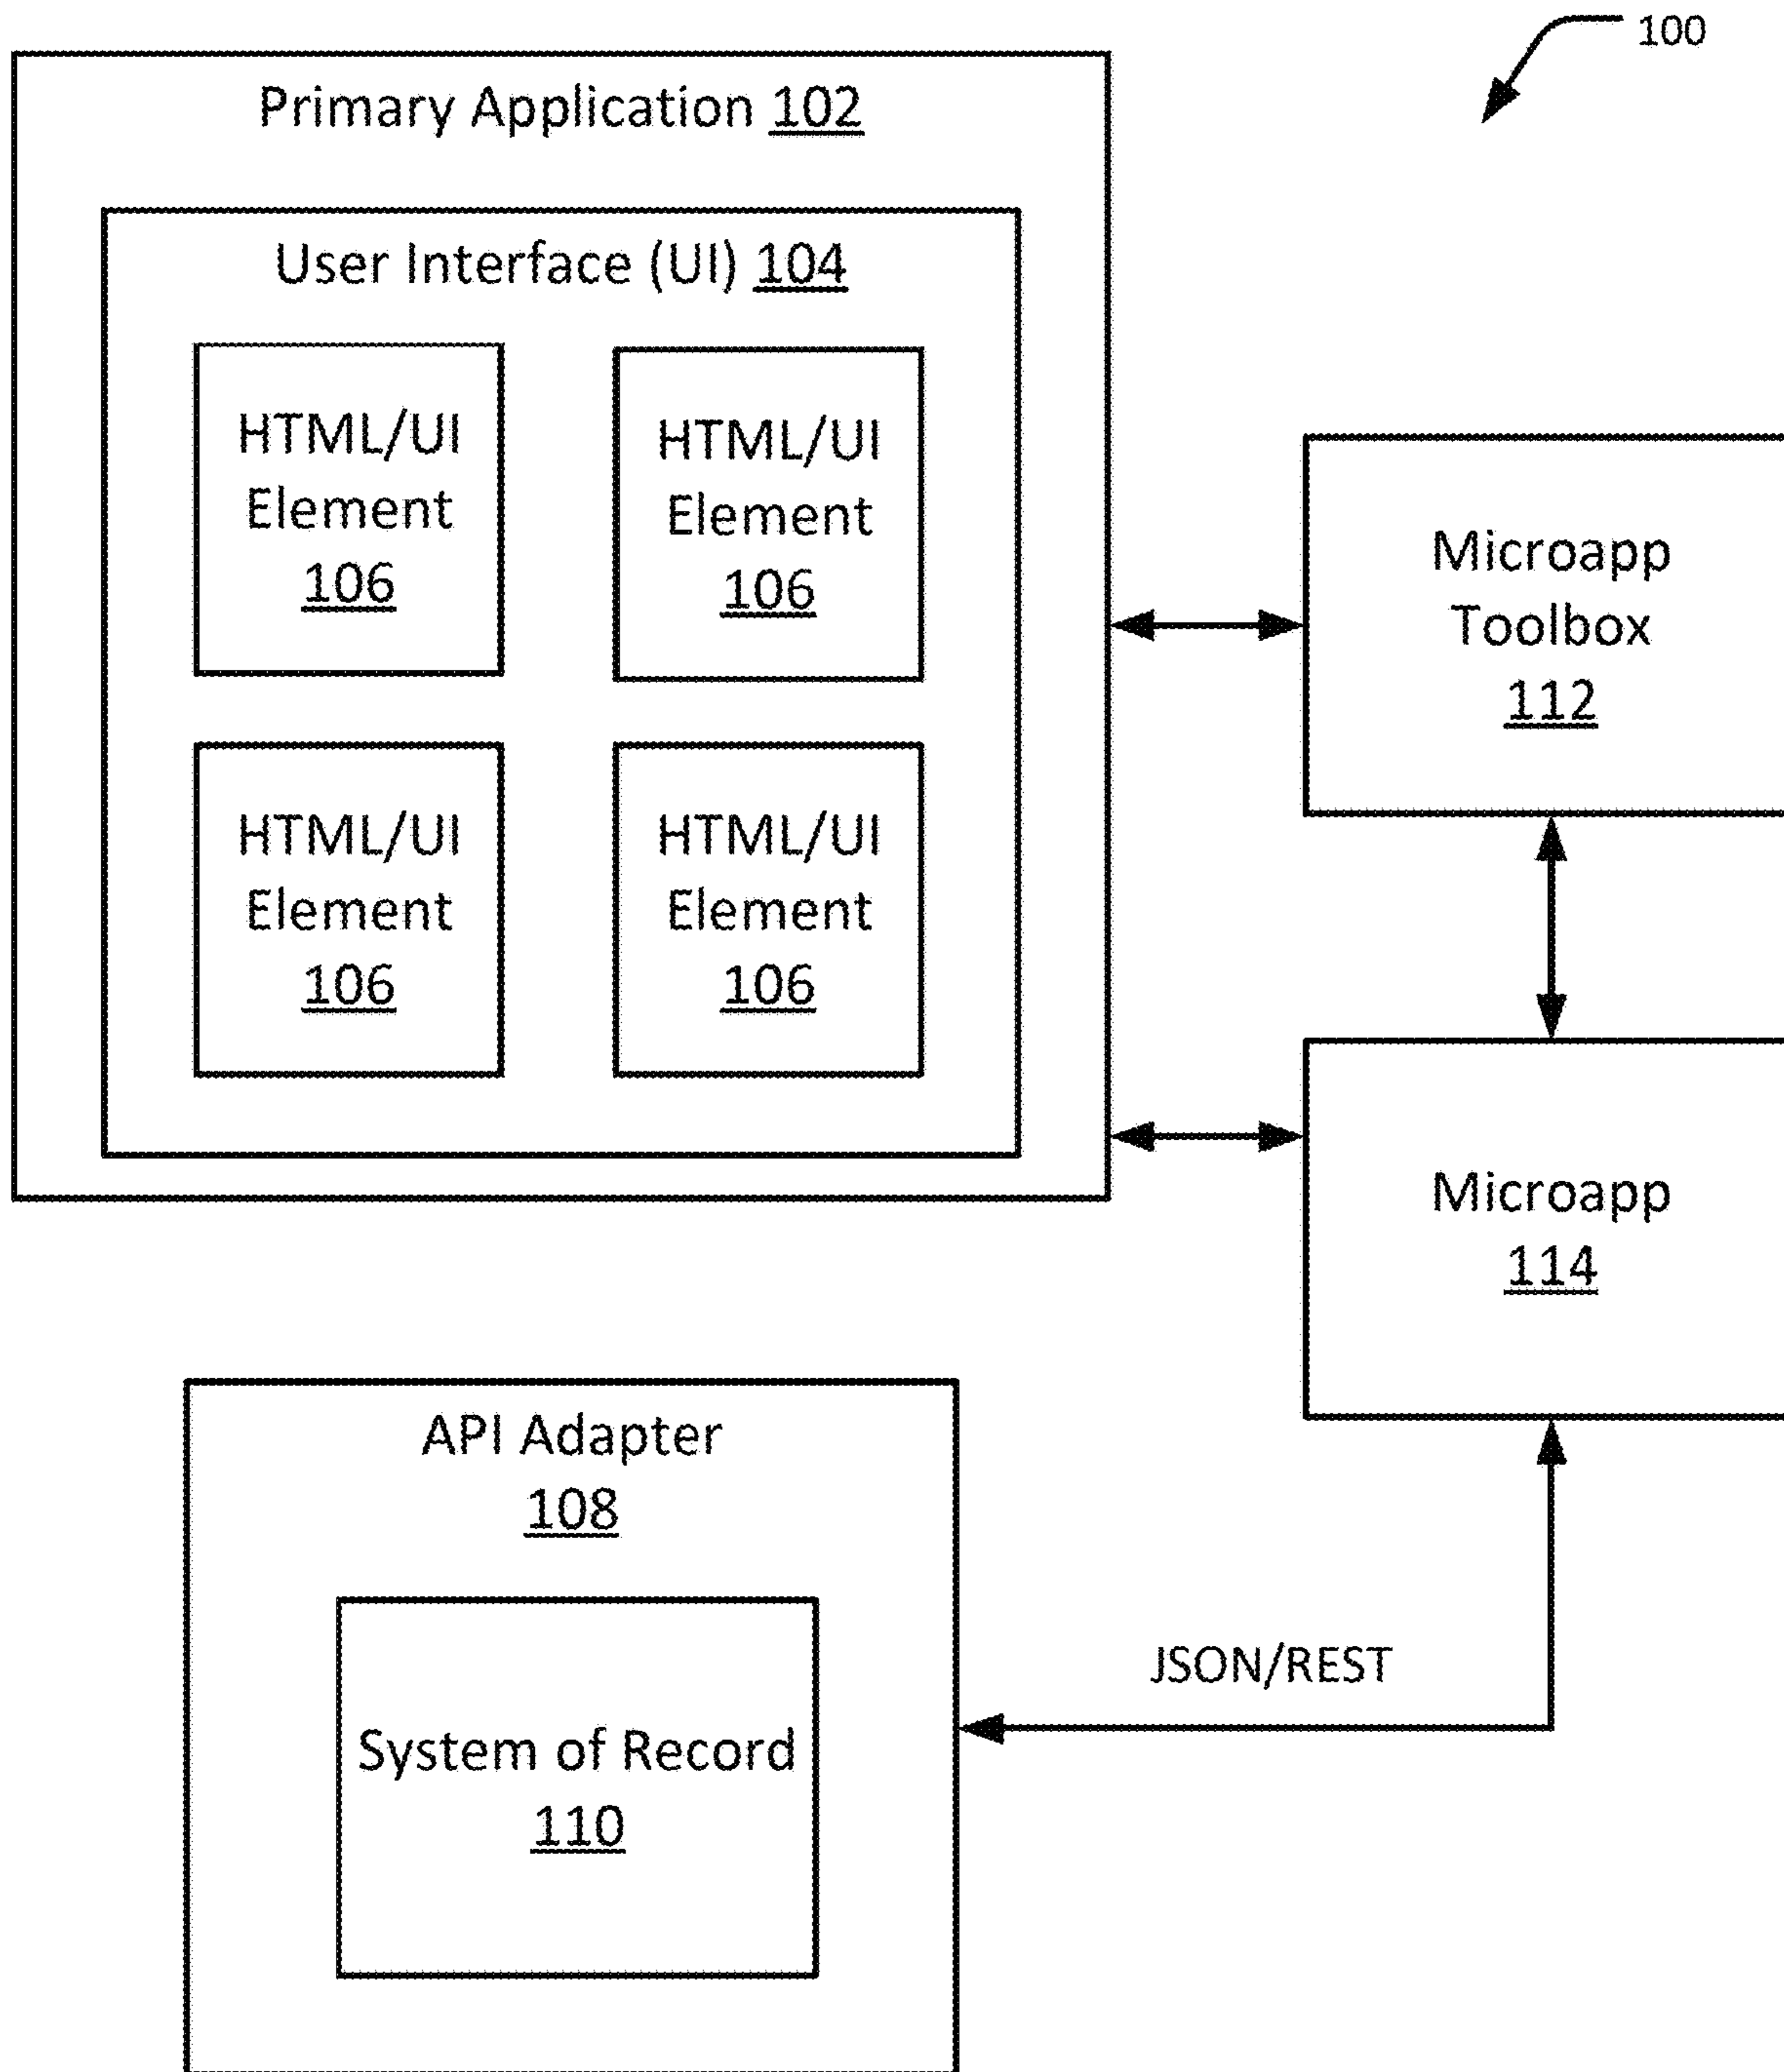 100
Primary Application 102
User Interface (UI) 104
HTML/UI
Element
106
HTML/UI
Element
106
HTML/UI
Element
106
HTML/UI
Element
106
Microapp
Toolbox
112
Microapp
114
API Adapter
108
System of Record
110
JSON/REST